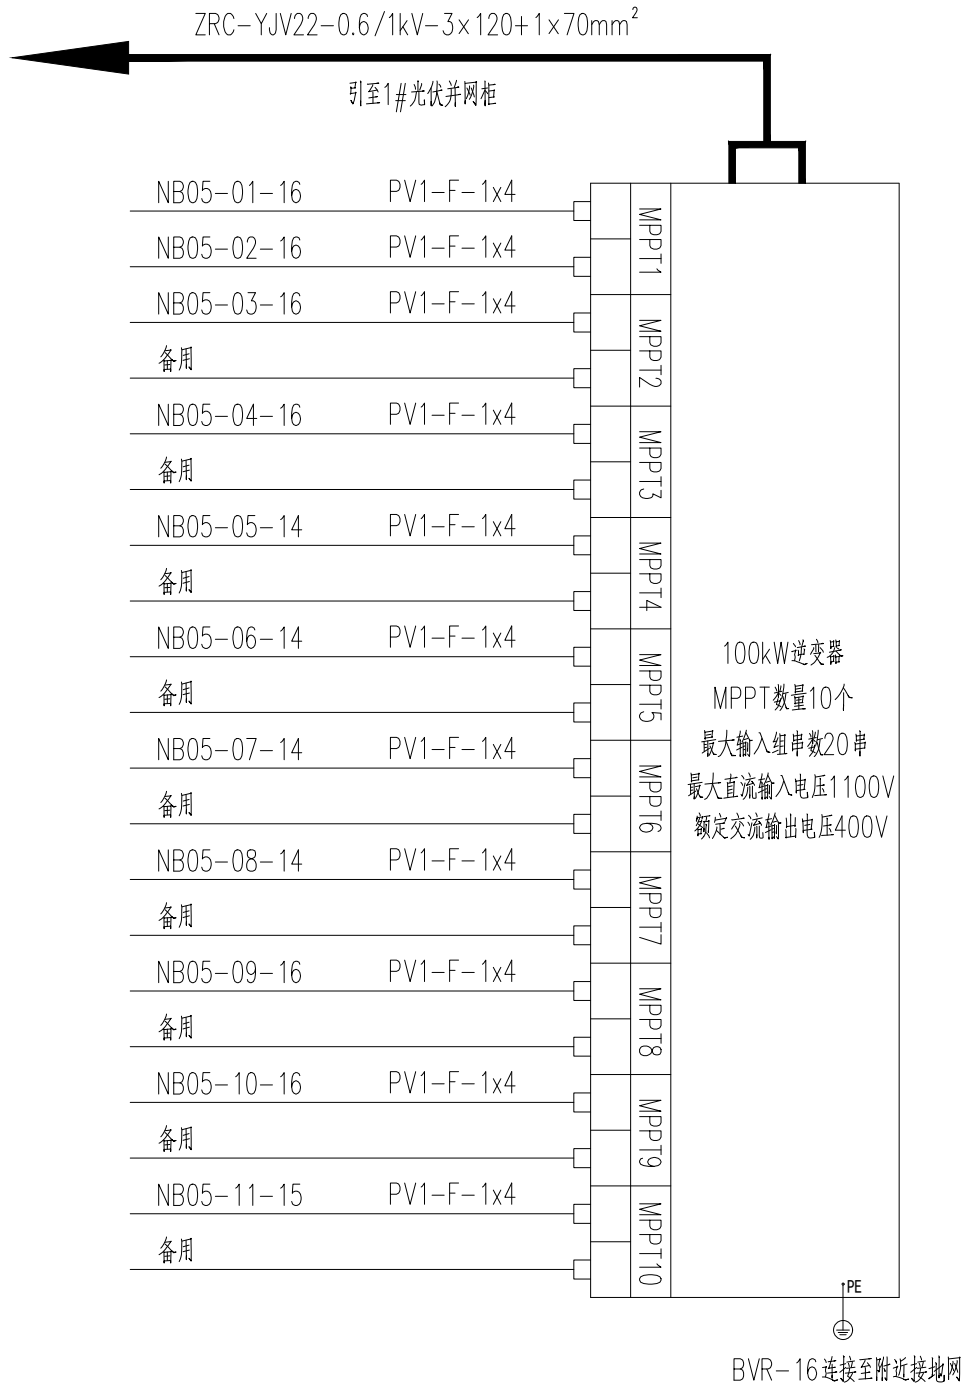 ZRC-YJV22-0.6/1kV-3×120+1×70mm²
引至1#光伏并网柜
NB05-01-16 PV1-F-1x4
NB05-02-16 PV1-F-1x4
MPPT1
NB05-03-16 PV1-F-1x4
备用
MPPT2
NB05-04-16 PV1-F-1x4
备用
MPPT3
NB05-05-14 PV1-F-1x4
备用
MPPT4
NB05-06-14 PV1-F-1x4
备用
MPPT5
NB05-07-14 PV1-F-1x4
备用
MPPT6
NB05-08-14 PV1-F-1x4
备用
MPPT7
NB05-09-16 PV1-F-1x4
备用
MPPT8
NB05-10-16 PV1-F-1x4
备用
MPPT9
NB05-11-15 PV1-F-1x4
备用
MPPT10
100kW逆变器
MPPT数量10个
最大输入组串数20串
最大直流输入电压1100V
额定交流输出电压400V
PE
BVR-16连接至附近接地网